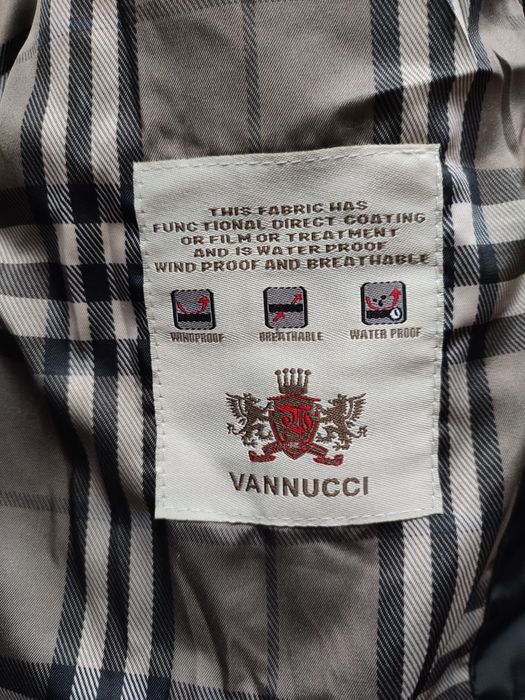 THIS FABRIC HAS
FUNCTIONAL DIRECT COATING
OR FILM OR TREATMENT
AND IS WATER PROOF
WIND PROOF AND BREATHABLE
WINDPROOF BREATHABLE WATER PROOF
VANNUCCI